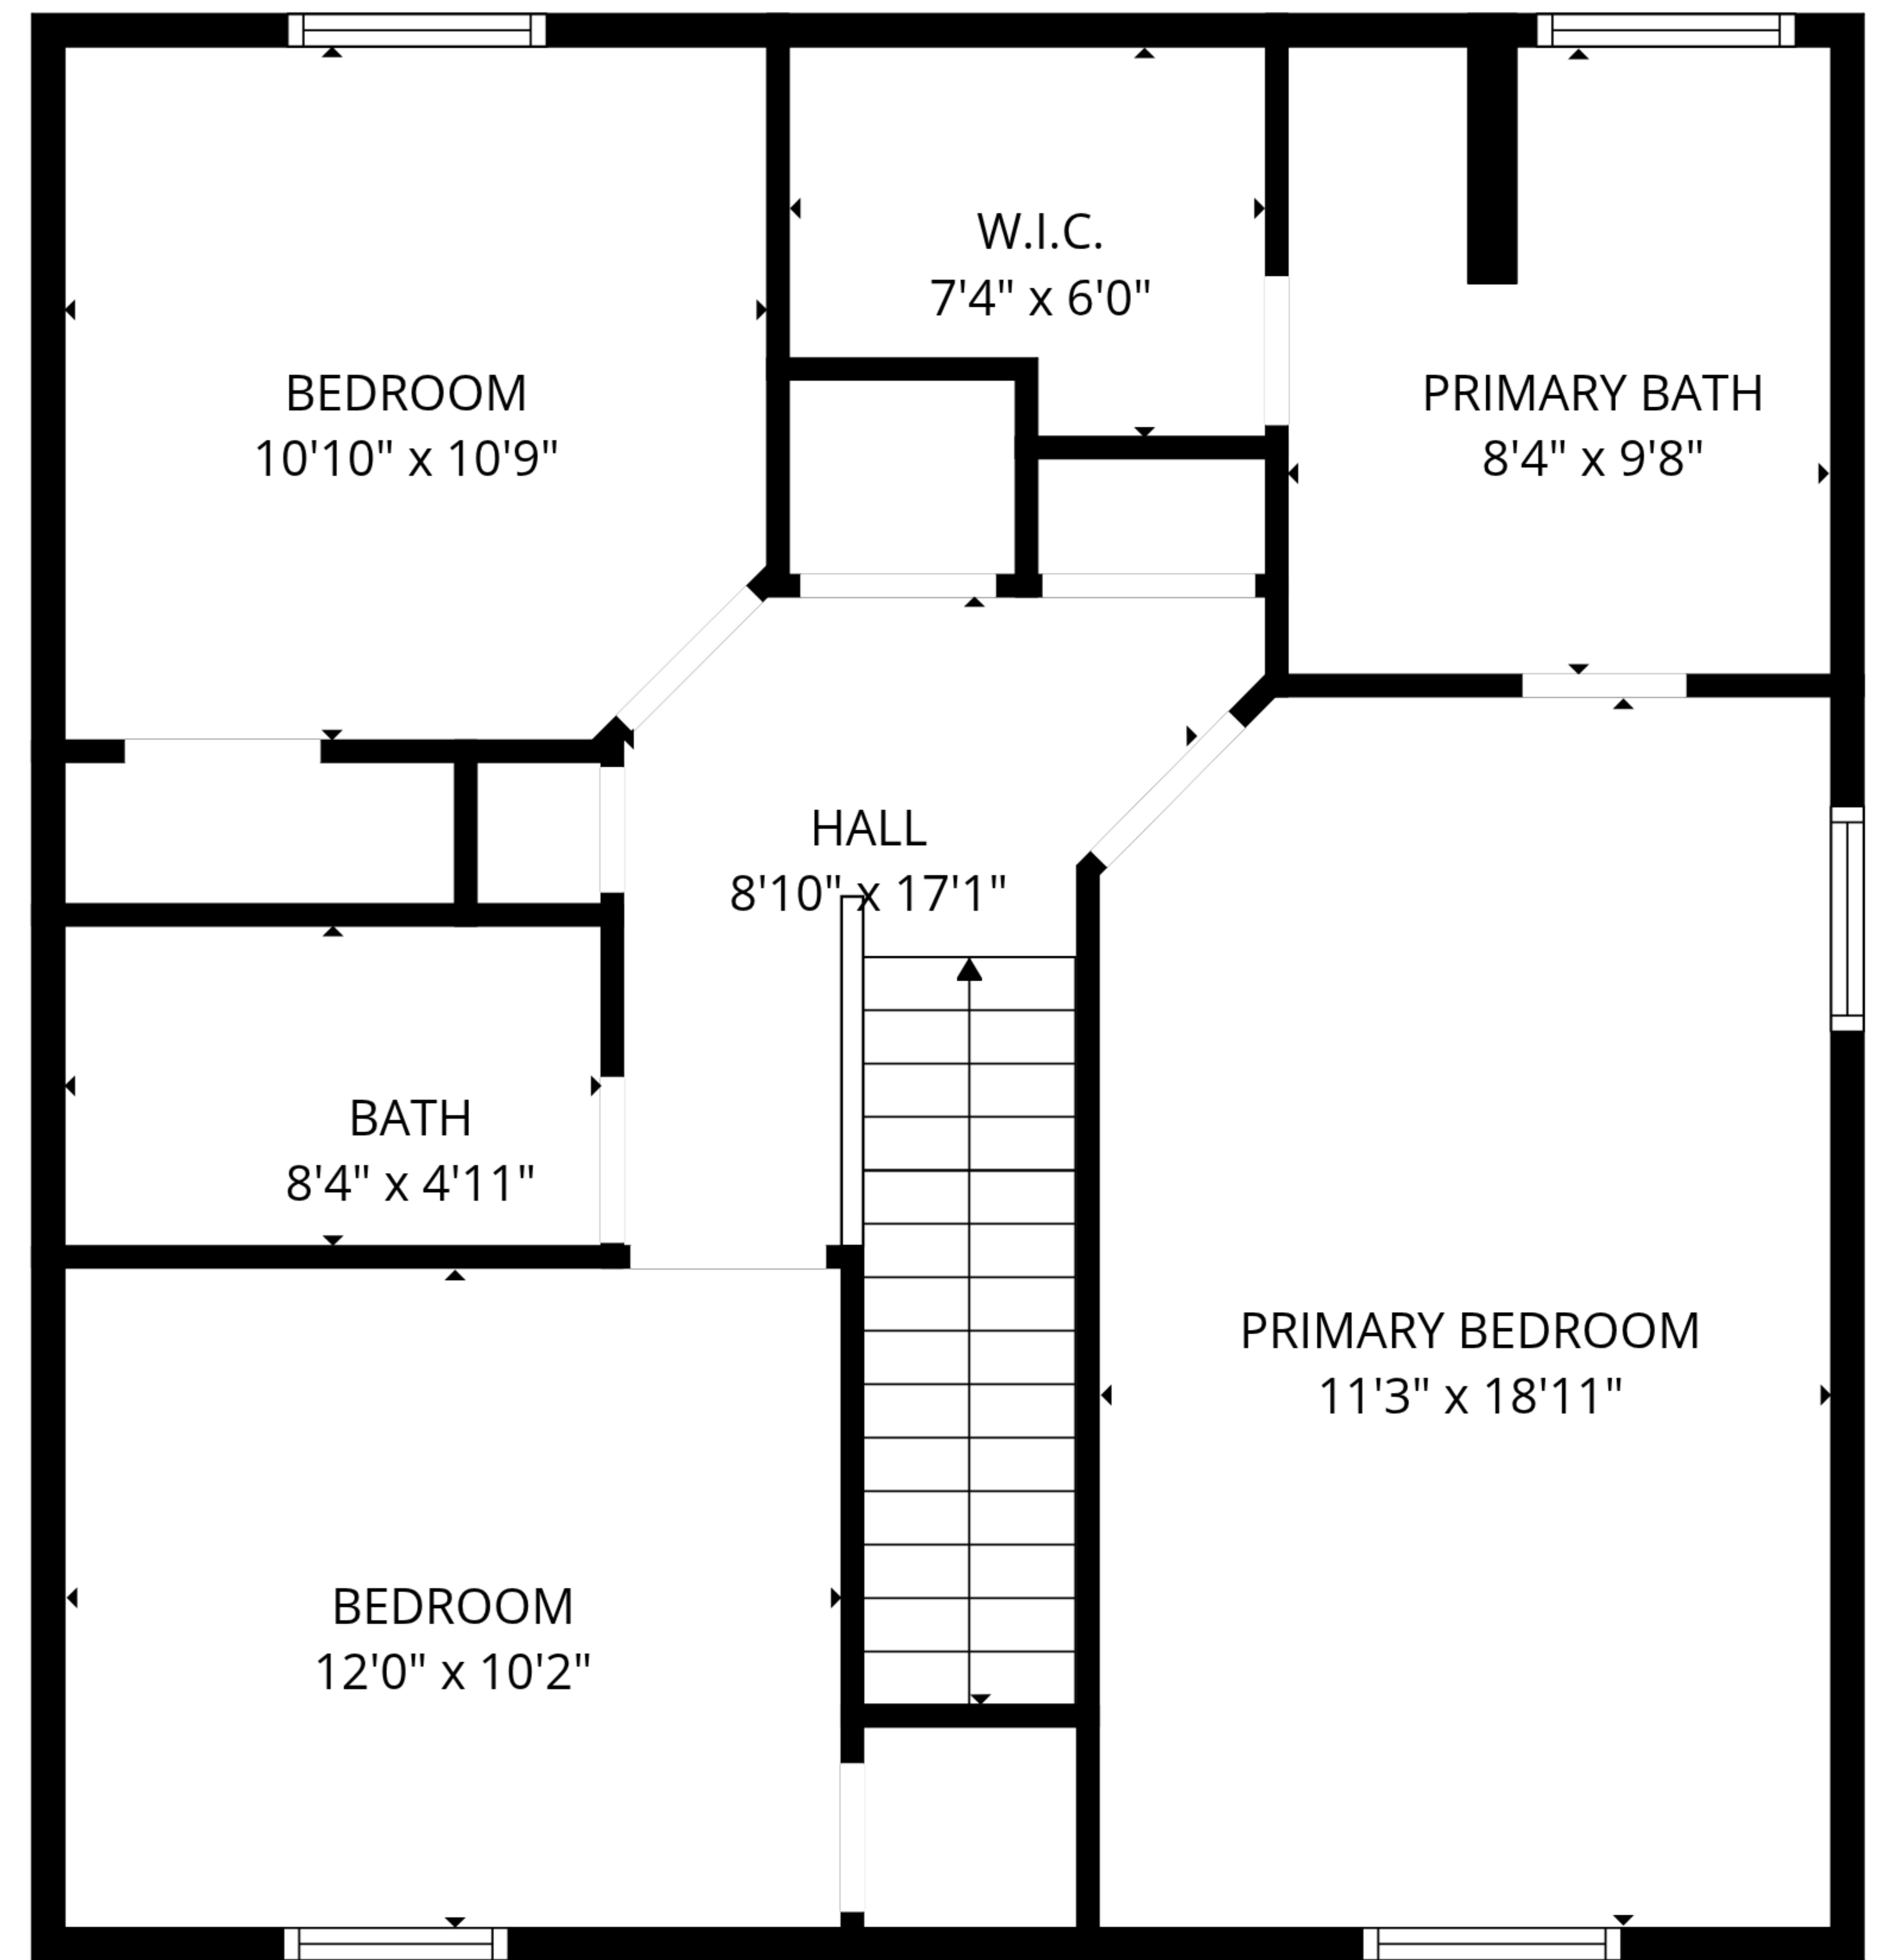 W.I.C.
7'4" x 6'0"
BEDROOM
10'10" x 10'9"
PRIMARY BATH
8'4" x 9'8"
HALL
8'10" x 17'1"
BATH
8'4" x 4'11"
PRIMARY BEDROOM
11'3" x 18'11"
BEDROOM
12'0" x 10'2"